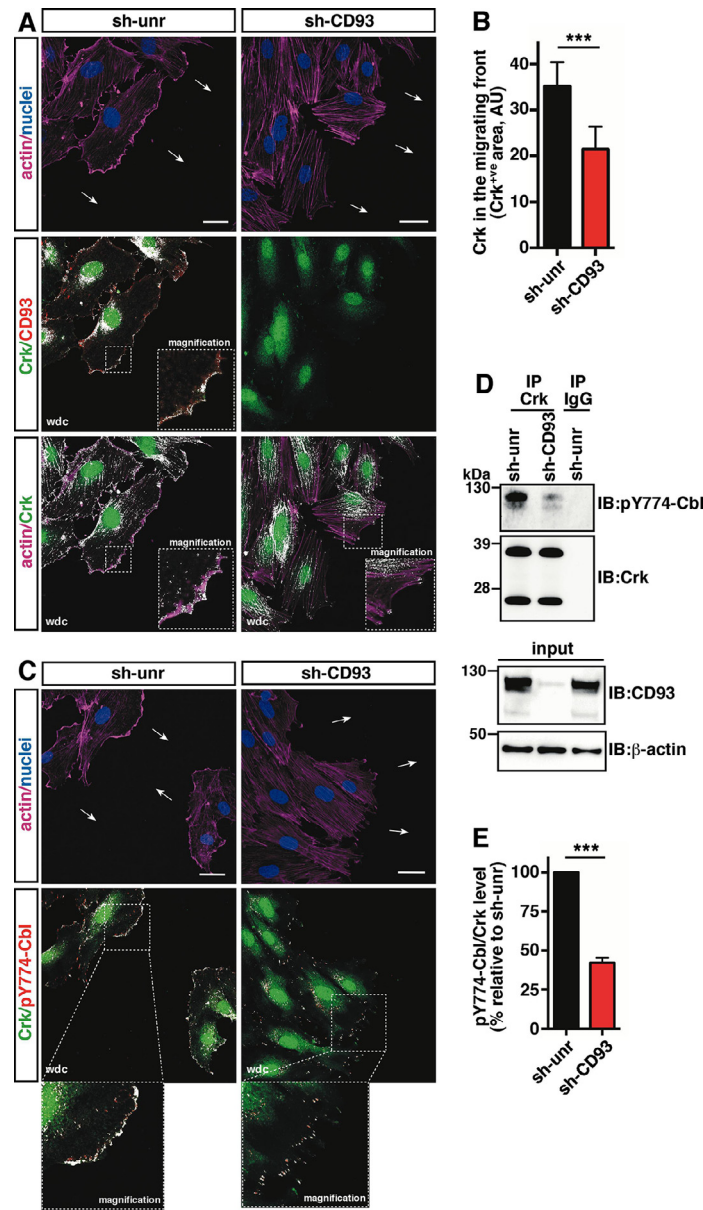 A
sh-unr
sh-CD93
actin/nuclei
Crk/CD93
magnification
wdc
actin/Crk
magnification
wdc
magnification
wdc
B
***
Crk in the migrating front
(Crk+ve area, AU)
40
30
20
10
0
sh-unr
sh-CD93
C
sh-unr
sh-CD93
actin/nuclei
Crk/pY774-Cbl
wdc
wdc
magnification
magnification
D
IP
Crk
IP
IgG
sh-unr
sh-CD93
sh-unr
kDa
130
IB:pY774-Cbl
39
28
IB:Crk
input
130
IB:CD93
50
IB:β-actin
E
***
pY774-Cbl/Crk level
(% relative to sh-unr)
100
75
50
25
0
sh-unr
sh-CD93